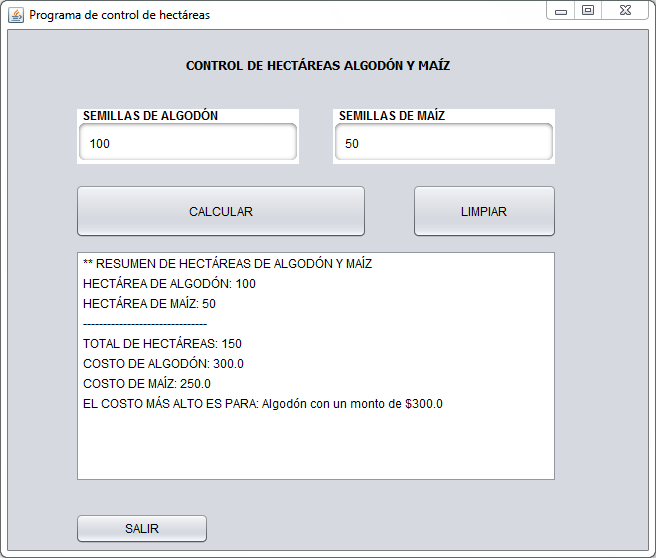 Programa de control de hectáreas
CONTROL DE HECTÁREAS ALGODÓN Y MAÍZ
SEMILLAS DE ALGODÓN
SEMILLAS DE MAÍZ
100
50
CALCULAR
LIMPIAR
** RESUMEN DE HECTÁREAS DE ALGODÓN Y MAÍZ
HECTÁREA DE ALGODÓN: 100
HECTÁREA DE MAÍZ: 50
-------------------------------
TOTAL DE HECTÁREAS: 150
COSTO DE ALGODÓN: 300.0
COSTO DE MAÍZ: 250.0
EL COSTO MÁS ALTO ES PARA: Algodón con un monto de $300.0
SALIR